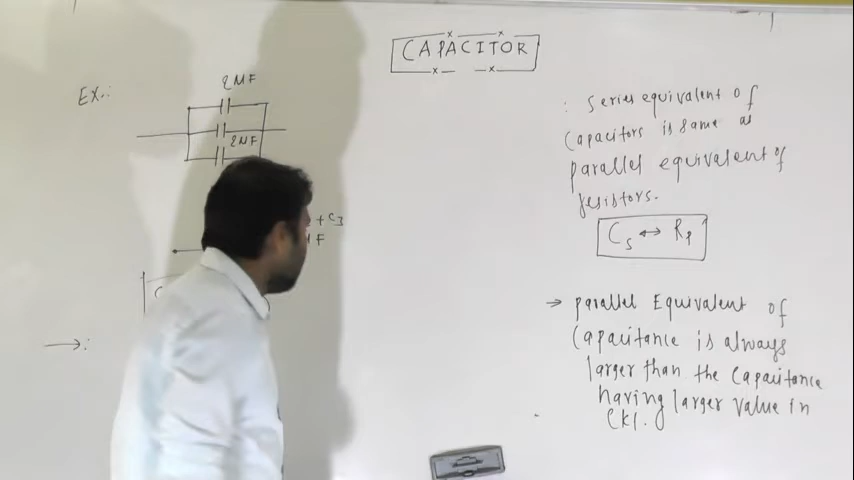 CAPACITOR
Ex.:
2MF
2MF
+ C3
F
→:
: Series equivalent of
Capacitors is same as
parallel equivalent of
resistors.
Cs ↔ Rp
→ parallel Equivalent of
Capacitance is always
larger than the Capacitance
having larger value in
Ckt.